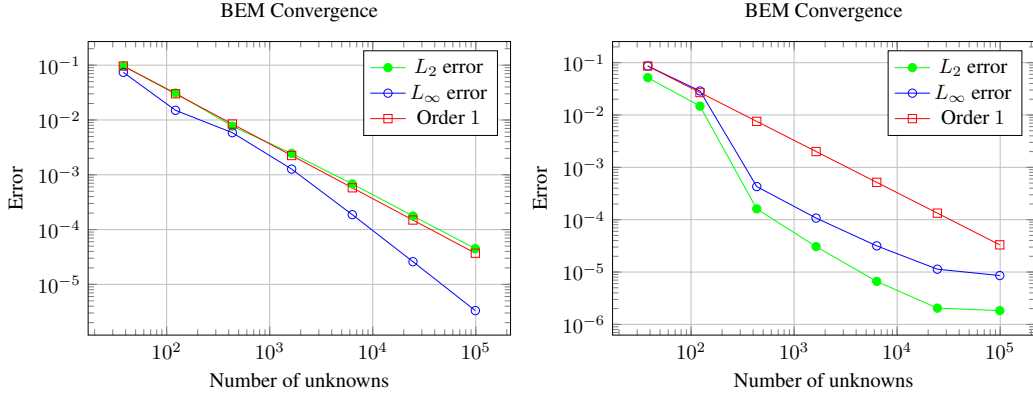 BEM Convergence
10^{-1}
10^{-2}
10^{-3}
10^{-4}
10^{-5}
Error
10^2
10^3
10^4
10^5
Number of unknowns
L_2 error
L_∞ error
Order 1
BEM Convergence
10^{-1}
10^{-2}
10^{-3}
10^{-4}
10^{-5}
10^{-6}
Error
10^2
10^3
10^4
10^5
Number of unknowns
L_2 error
L_∞ error
Order 1